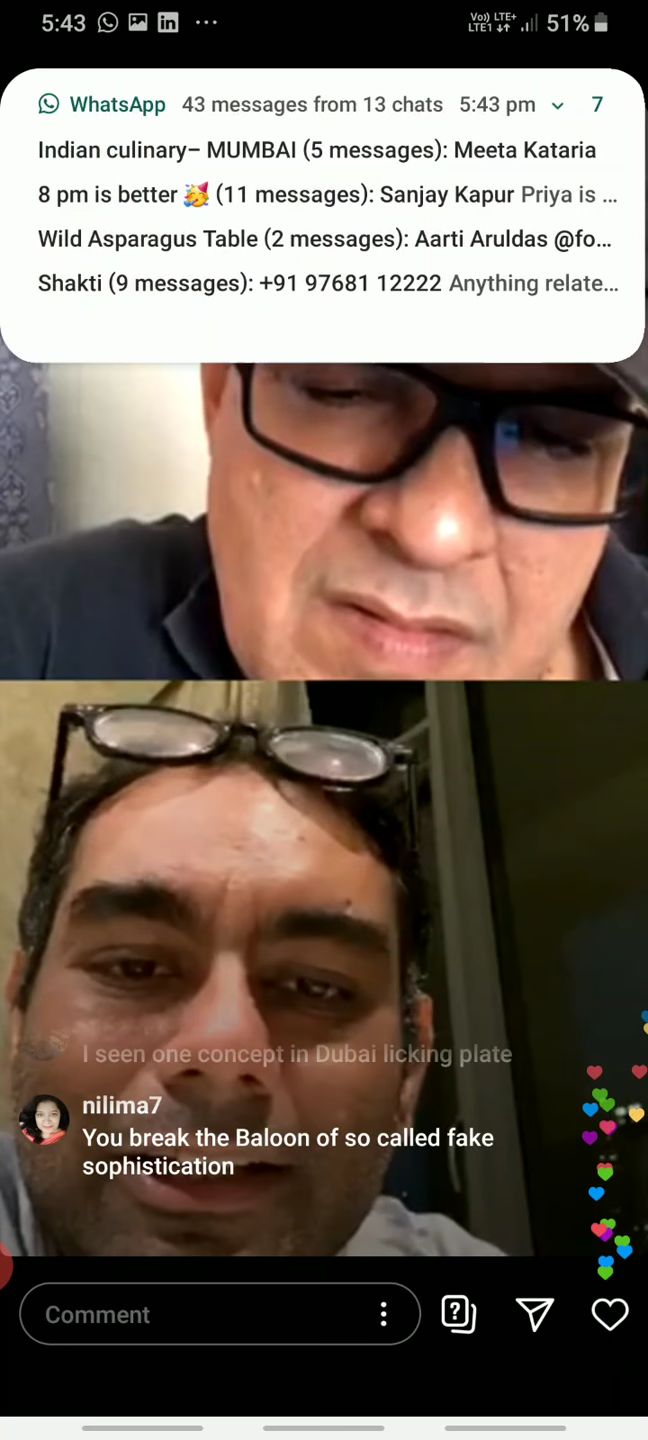 5:43 Vo)) LTE+ LTE1 51%
WhatsApp 43 messages from 13 chats 5:43 pm 7
Indian culinary– MUMBAI (5 messages): Meeta Kataria
8 pm is better 🥳 (11 messages): Sanjay Kapur Priya is ...
Wild Asparagus Table (2 messages): Aarti Aruldas @fo...
Shakti (9 messages): +91 97681 12222 Anything relate...
I seen one concept in Dubai licking plate
nilima7
You break the Baloon of so called fake
sophistication
Comment